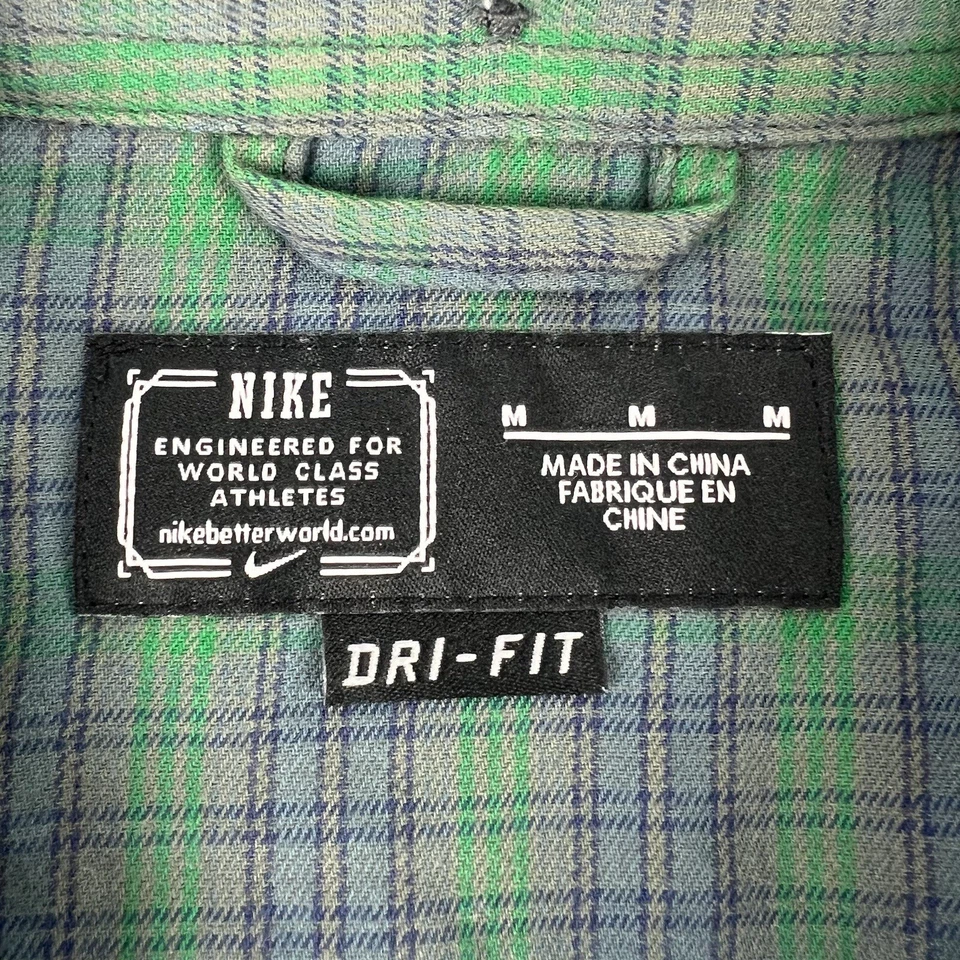 NIKE
ENGINEERED FOR
WORLD CLASS
ATHLETES
nikebetterworld.com
M M M
MADE IN CHINA
FABRIQUE EN
CHINE
DRI-FIT